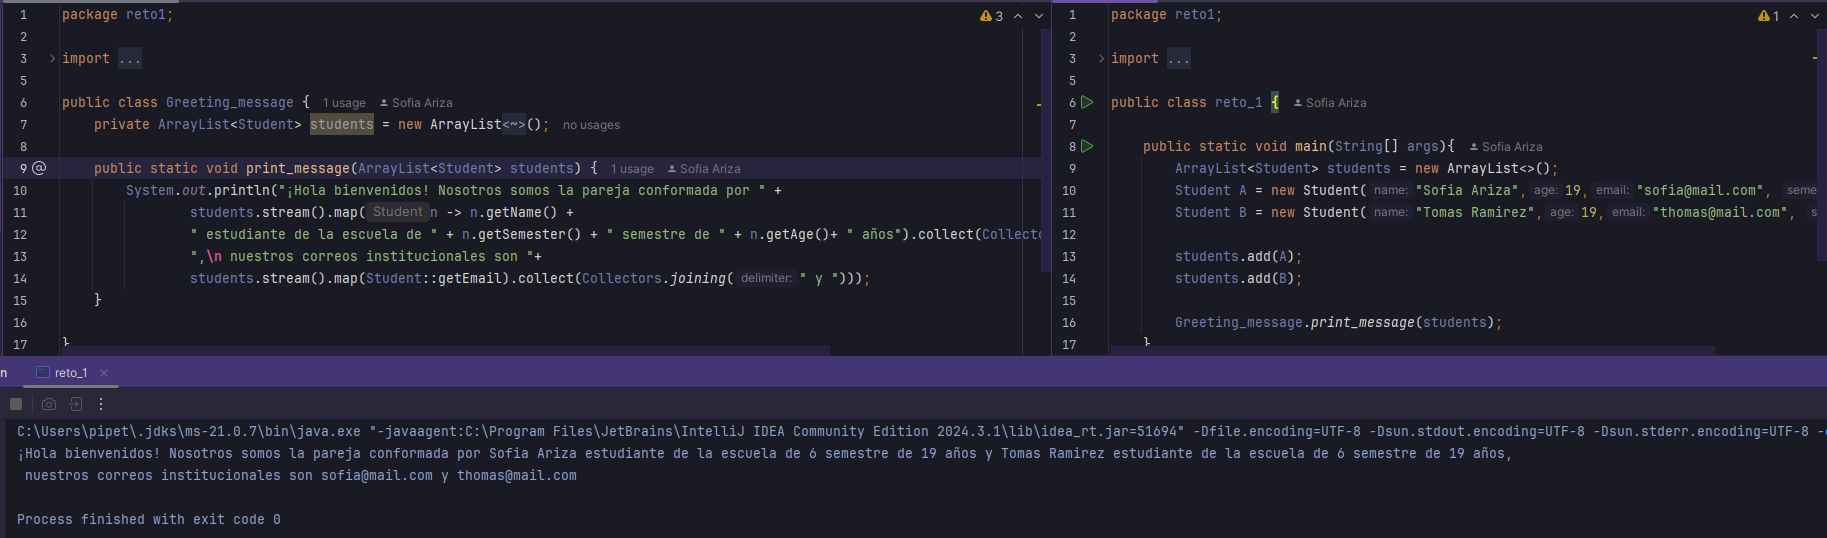 1 package reto1; 3
2
3 import ...
5
6 public class Greeting_message { 1 usage Sofia Ariza
7 private ArrayList<Student> students = new ArrayList<~>(); no usages
8
9 public static void print_message(ArrayList<Student> students) { 1 usage Sofia Ariza
10 System.out.println("¡Hola bienvenidos! Nosotros somos la pareja conformada por " +
11 students.stream().map( Student n -> n.getName() +
12 " estudiante de la escuela de " + n.getSemester() + " semestre de " + n.getAge()+ " años").collect(Collecto
13 ",\n nuestros correos institucionales son "+
14 students.stream().map(Student::getEmail).collect(Collectors.joining( delimiter: " y ")));
15 }
16
17 }
1 package reto1; 1
2
3 import ...
5
6 public class reto_1 { Sofia Ariza
7
8 public static void main(String[] args){ Sofia Ariza
9 ArrayList<Student> students = new ArrayList<>();
10 Student A = new Student( name: "Sofia Ariza", age: 19, email: "sofia@mail.com", seme
11 Student B = new Student( name: "Tomas Ramirez", age: 19, email: "thomas@mail.com", s
12
13 students.add(A);
14 students.add(B);
15
16 Greeting_message.print_message(students);
17 }
n reto_1
C:\Users\pipet\.jdks\ms-21.0.7\bin\java.exe "-javaagent:C:\Program Files\JetBrains\IntelliJ IDEA Community Edition 2024.3.1\lib\idea_rt.jar=51694" -Dfile.encoding=UTF-8 -Dsun.stdout.encoding=UTF-8 -Dsun.stderr.encoding=UTF-8
¡Hola bienvenidos! Nosotros somos la pareja conformada por Sofia Ariza estudiante de la escuela de 6 semestre de 19 años y Tomas Ramirez estudiante de la escuela de 6 semestre de 19 años,
nuestros correos institucionales son sofia@mail.com y thomas@mail.com
Process finished with exit code 0